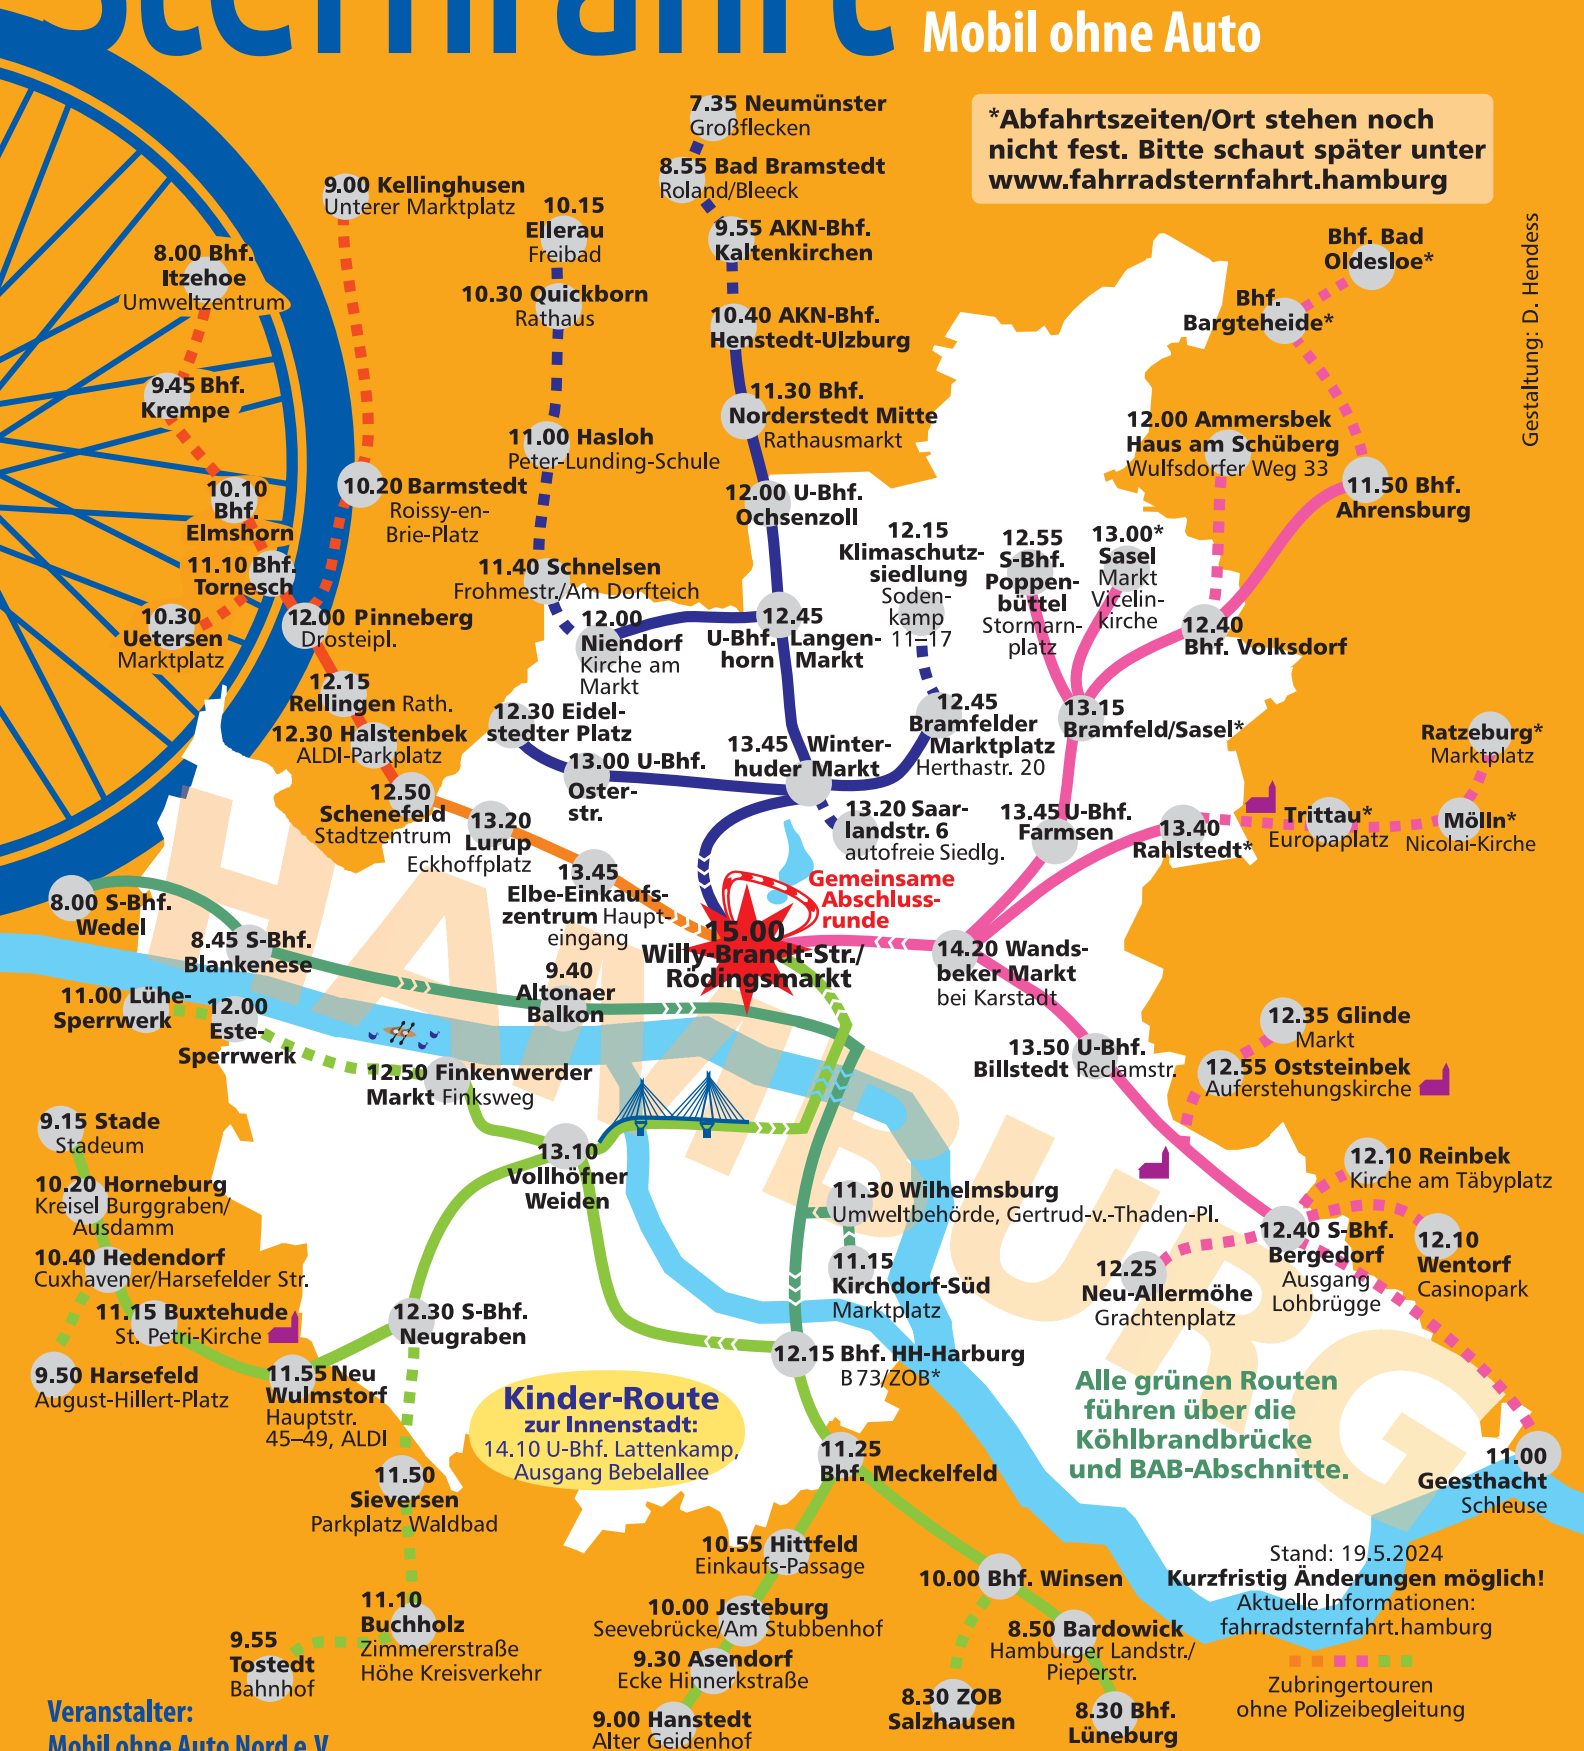 Sternfahrt
Mobil ohne Auto
*Abfahrtszeiten/Ort stehen noch
nicht fest. Bitte schaut später unter
www.fahrradsternfahrt.hamburg
Gestaltung: D. Hendess
7.35 Neumünster
Großflecken
8.55 Bad Bramstedt
Roland/Bleeck
9.55 AKN-Bhf.
Kaltenkirchen
10.40 AKN-Bhf.
Henstedt-Ulzburg
11.30 Bhf.
Norderstedt Mitte
Rathausmarkt
12.00 U-Bhf.
Ochsenzoll
9.00 Kellinghusen
Unterer Marktplatz
10.15
Ellerau
Freibad
10.30 Quickborn
Rathaus
11.00 Hasloh
Peter-Lunding-Schule
11.40 Schnelsen
Frohmestr./Am Dorfteich
12.00
Niendorf
Kirche am
Markt
12.45
U-Bhf. Langen-
horn Markt
8.00 Bhf.
Itzehoe
Umweltzentrum
9.45 Bhf.
Krempe
10.10
Bhf.
Elmshorn
11.10 Bhf.
Tornesch
10.30
Uetersen
Marktplatz
10.20 Barmstedt
Roissy-en-
Brie-Platz
12.00 Pinneberg
Drosteipl.
12.15
Rellingen Rath.
12.30 Halstenbek
ALDI-Parkplatz
12.50
Schenefeld
Stadtzentrum
13.20
Lurup
Eckhoffplatz
13.45
Elbe-Einkaufs-
zentrum Haupt-
eingang
12.30 Eidel-
stedter Platz
13.00 U-Bhf.
Oster-
str.
13.45 Winter-
huder Markt
12.15
Klimaschutz-
siedlung
Soden-
kamp
11–17
12.45
Bramfelder
Marktplatz
Herthastr. 20
13.20 Saar-
landstr. 6
autofreie Siedlg.
12.55
S-Bhf.
Poppen-
büttel
Stormarn-
platz
13.00*
Sasel
Markt
Vicelin-
kirche
Bhf. Bad
Oldesloe*
Bhf.
Bargteheide*
12.00 Ammersbek
Haus am Schüberg
Wulfsdorfer Weg 33
11.50 Bhf.
Ahrensburg
12.40
Bhf. Volksdorf
13.15
Bramfeld/Sasel*
13.45 U-Bhf.
Farmsen
13.40
Rahlstedt*
Ratzeburg*
Marktplatz
Trittau*
Europaplatz
Mölln*
Nicolai-Kirche
Gemeinsame
Abschluss-
runde
15.00
Willy-Brandt-Str./
Rödingsmarkt
14.20 Wands-
beker Markt
bei Karstadt
13.50 U-Bhf.
Billstedt Reclamstr.
12.35 Glinde
Markt
12.55 Oststeinbek
Auferstehungskirche
12.10 Reinbek
Kirche am Täbyplatz
12.40 S-Bhf.
Bergedorf
Ausgang
Lohbrügge
12.10
Wentorf
Casinopark
12.25
Neu-Allermöhe
Grachtenplatz
11.00
Geesthacht
Schleuse
8.00 S-Bhf.
Wedel
8.45 S-Bhf.
Blankenese
9.40
Altonaer
Balkon
11.00 Lühe-
Sperrwerk
12.00
Este-
Sperrwerk
12.50 Finkenwerder
Markt Finksweg
13.10
Vollhöfner
Weiden
HAMBURG
9.15 Stade
Stadeum
10.20 Horneburg
Kreisel Burggraben/
Ausdamm
10.40 Hedendorf
Cuxhavener/Harsefelder Str.
11.15 Buxtehude
St. Petri-Kirche
9.50 Harsefeld
August-Hillert-Platz
11.55 Neu
Wulmstorf
Hauptstr.
45–49, ALDI
12.30 S-Bhf.
Neugraben
11.50
Sieversen
Parkplatz Waldbad
11.10
Buchholz
Zimmererstraße
Höhe Kreisverkehr
9.55
Tostedt
Bahnhof
11.30 Wilhelmsburg
Umweltbehörde, Gertrud-v.-Thaden-Pl.
11.15
Kirchdorf-Süd
Marktplatz
12.15 Bhf. HH-Harburg
B 73/ZOB*
Kinder-Route
zur Innenstadt:
14.10 U-Bhf. Lattenkamp,
Ausgang Bebelallee
11.25
Bhf. Meckelfeld
10.55 Hittfeld
Einkaufs-Passage
10.00 Jesteburg
Seevebrücke/Am Stubbenhof
9.30 Asendorf
Ecke Hinnerkstraße
9.00 Hanstedt
Alter Geidenhof
10.00 Bhf. Winsen
8.50 Bardowick
Hamburger Landstr./
Pieperstr.
8.30 ZOB
Salzhausen
8.30 Bhf.
Lüneburg
Alle grünen Routen
führen über die
Köhlbrandbrücke
und BAB-Abschnitte.
Stand: 19.5.2024
Kurzfristig Änderungen möglich!
Aktuelle Informationen:
fahrradsternfahrt.hamburg
Zubringertouren
ohne Polizeibegleitung
Veranstalter:
Mobil ohne Auto Nord e.V.